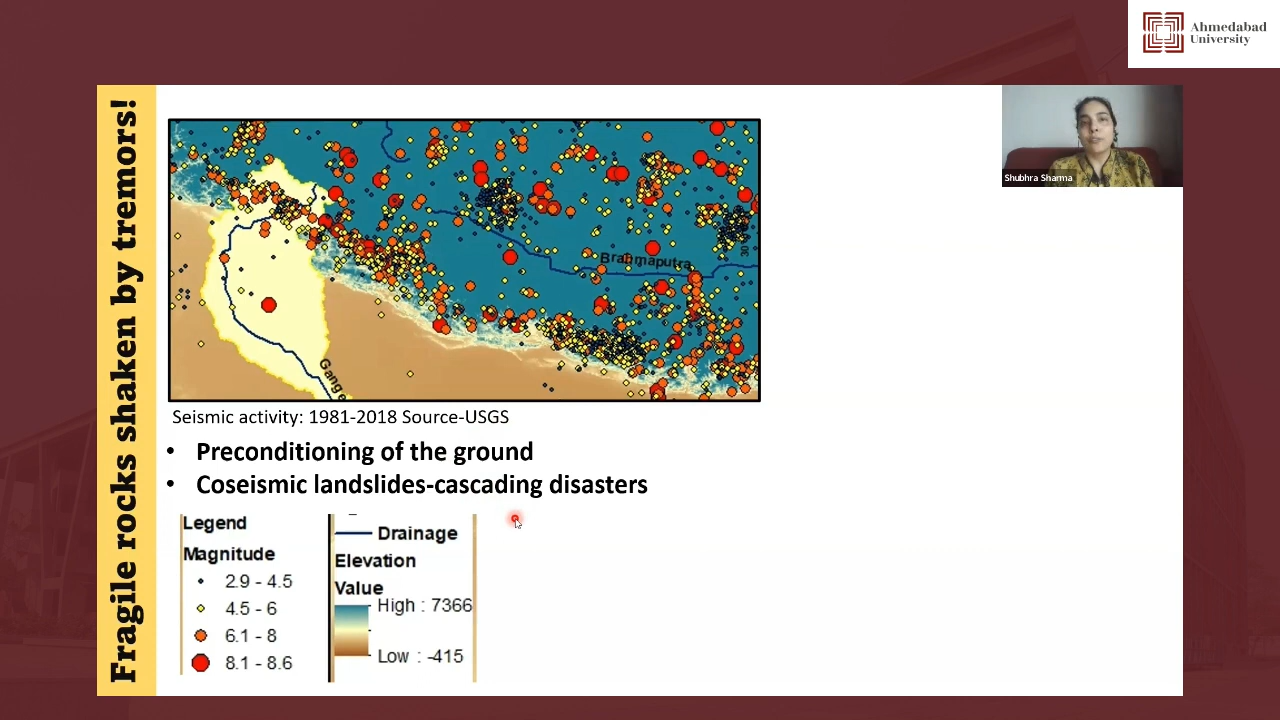 Ahmedabad
University
Fragile rocks shaken by tremors!
Shubhra Sharma
Brahmaputra
30
Gange
Seismic activity: 1981-2018 Source-USGS
• Preconditioning of the ground
• Coseismic landslides-cascading disasters
Legend
Magnitude
2.9 - 4.5
4.5 - 6
6.1 - 8
8.1 - 8.6
Drainage
Elevation
Value
High : 7366
Low : -415